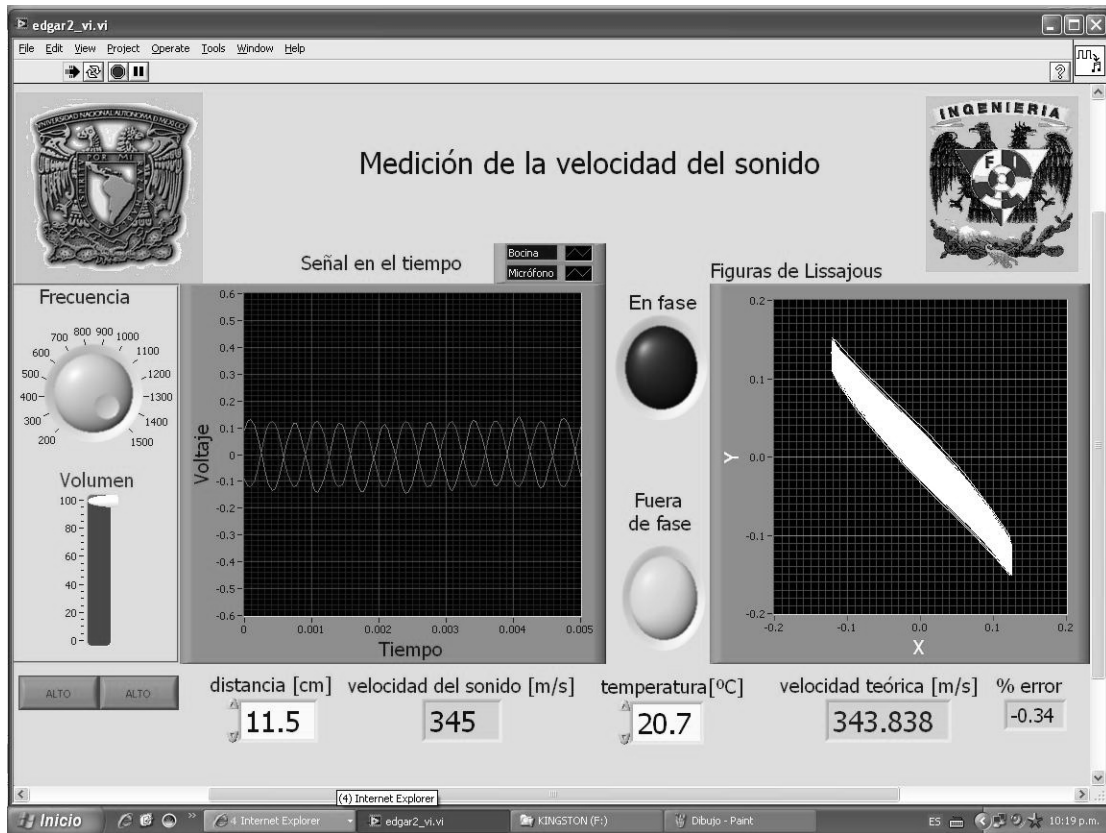 edgar2_vi.vi
File Edit View Project Operate Tools Window Help
UNIVERSIDAD NACIONAL AUTONOMA DE MEXICO
POR MI
INGENIERIA
F I
Medición de la velocidad del sonido
Señal en el tiempo
Bocina
Micrófono
Figuras de Lissajous
Frecuencia
200 300 400 500 600 700 800 900 1000 1100 1200 1300 1400 1500
Volumen
100
80
60
40
20
0
Voltaje
0.6
0.5
0.4
0.3
0.2
0.1
0
-0.1
-0.2
-0.3
-0.4
-0.5
-0.6
0 0.001 0.002 0.003 0.004 0.005
Tiempo
En fase
Fuera
de fase
Y
0.2
0.1
0.0
-0.1
-0.2
-0.2 -0.1 0.0 0.1 0.2
X
ALTO ALTO
distancia [cm] velocidad del sonido [m/s] temperatura[ºC] velocidad teórica [m/s] % error
11.5 345 20.7 343.838 -0.34
(4) Internet Explorer
Inicio » 4 Internet Explorer edgar2_vi.vi KINGSTON (F:) Dibujo - Paint ES 10:19 p.m.